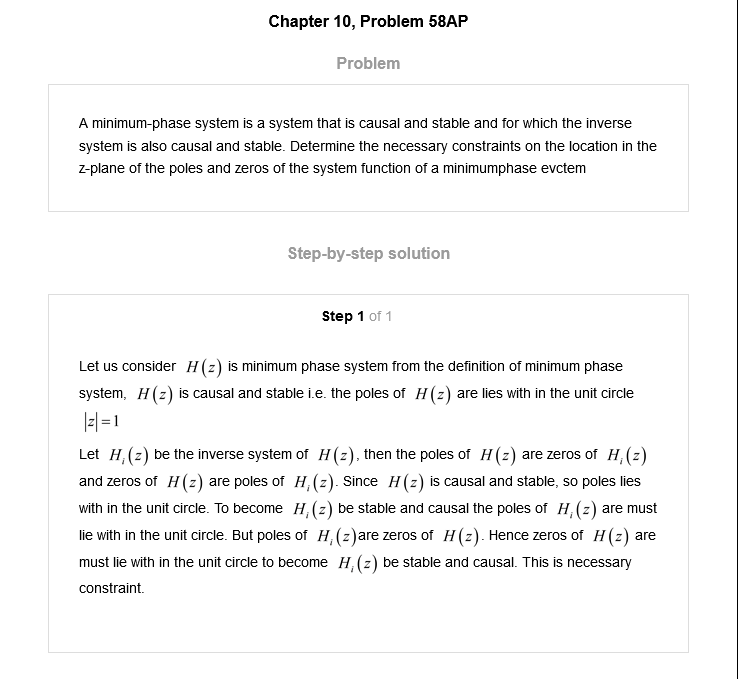 Chapter 10, Problem 58AP
Problem
A minimum-phase system is a system that is causal and stable and for which the inverse
system is also causal and stable. Determine the necessary constraints on the location in the
z-plane of the poles and zeros of the system function of a minimumphase evctem
Step-by-step solution
Step 1 of 1
Let us consider H(z) is minimum phase system from the definition of minimum phase
system, H(z) is causal and stable i.e. the poles of H(z) are lies with in the unit circle
|z|=1
Let H_i(z) be the inverse system of H(z), then the poles of H(z) are zeros of H_i(z)
and zeros of H(z) are poles of H_i(z). Since H(z) is causal and stable, so poles lies
with in the unit circle. To become H_i(z) be stable and causal the poles of H_i(z) are must
lie with in the unit circle. But poles of H_i(z)are zeros of H(z). Hence zeros of H(z) are
must lie with in the unit circle to become H_i(z) be stable and causal. This is necessary
constraint.